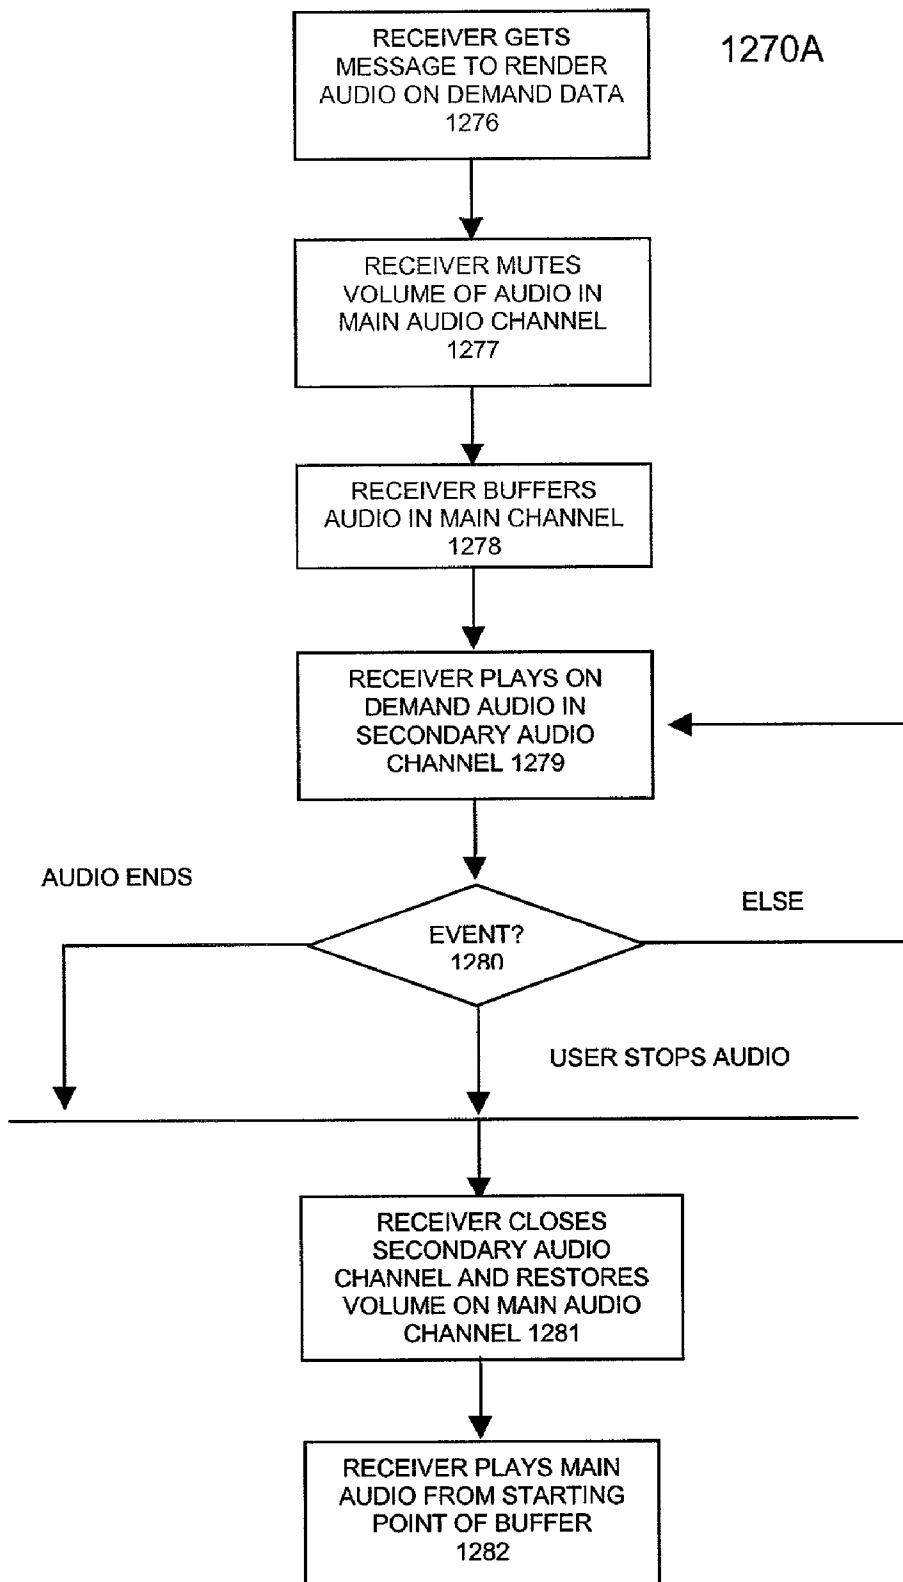 1270A
RECEIVER GETS
MESSAGE TO RENDER
AUDIO ON DEMAND DATA
1276
RECEIVER MUTES
VOLUME OF AUDIO IN
MAIN AUDIO CHANNEL
1277
RECEIVER BUFFERS
AUDIO IN MAIN CHANNEL
1278
RECEIVER PLAYS ON
DEMAND AUDIO IN
SECONDARY AUDIO
CHANNEL 1279
AUDIO ENDS
ELSE
EVENT?
1280
USER STOPS AUDIO
RECEIVER CLOSES
SECONDARY AUDIO
CHANNEL AND RESTORES
VOLUME ON MAIN AUDIO
CHANNEL 1281
RECEIVER PLAYS MAIN
AUDIO FROM STARTING
POINT OF BUFFER
1282